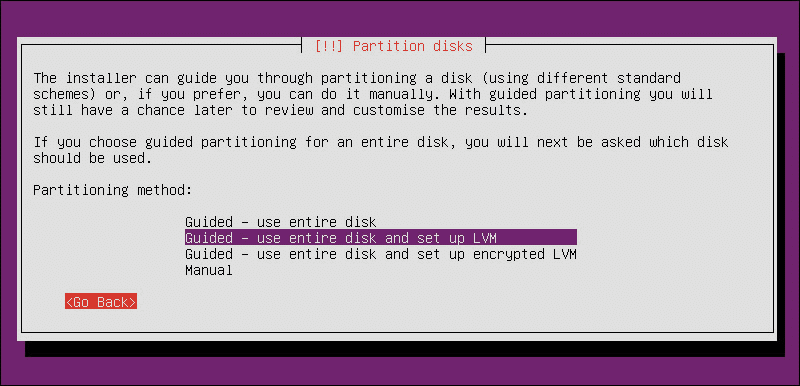 [!!] Partition disks
The installer can guide you through partitioning a disk (using different standard
schemes) or, if you prefer, you can do it manually. With guided partitioning you will
still have a chance later to review and customise the results.
If you choose guided partitioning for an entire disk, you will next be asked which disk
should be used.
Partitioning method:
Guided – use entire disk
Guided – use entire disk and set up LVM
Guided – use entire disk and set up encrypted LVM
Manual
<Go Back>